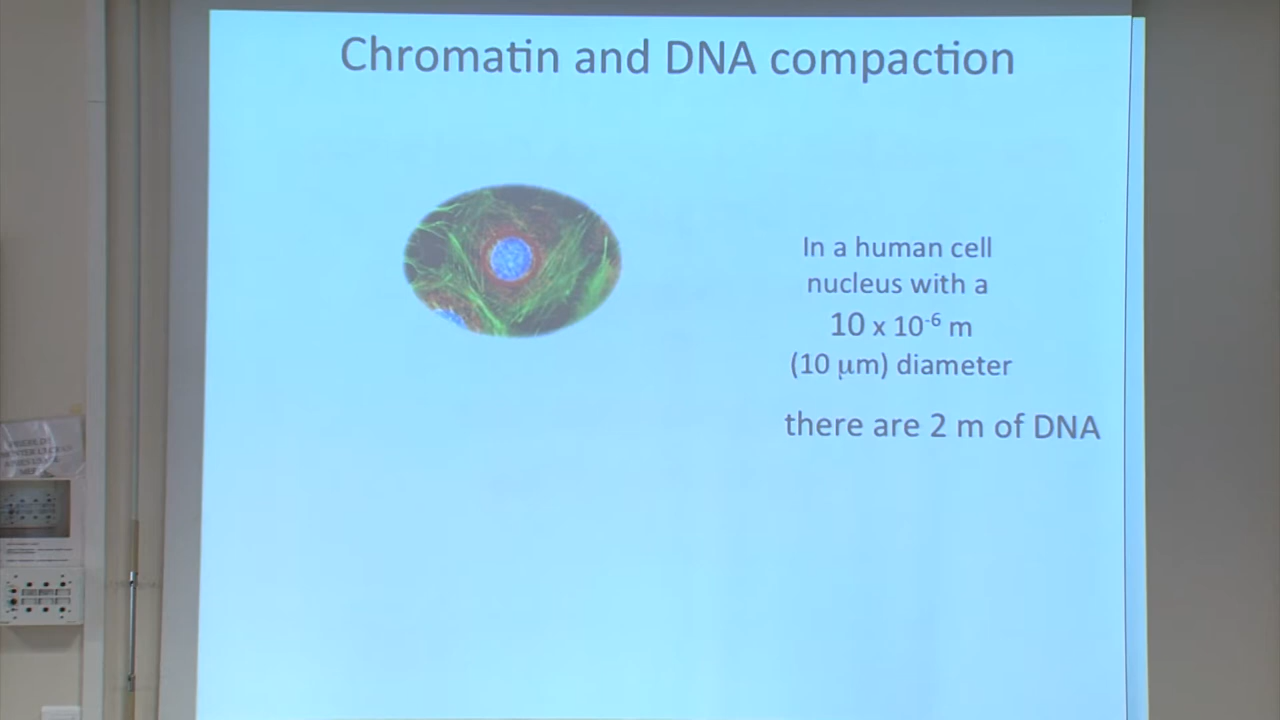 Chromatin and DNA compaction
In a human cell
nucleus with a
10 x 10⁻⁶ m
(10 μm) diameter
there are 2 m of DNA